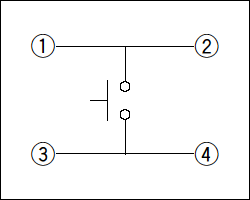 ① ②
③ ④